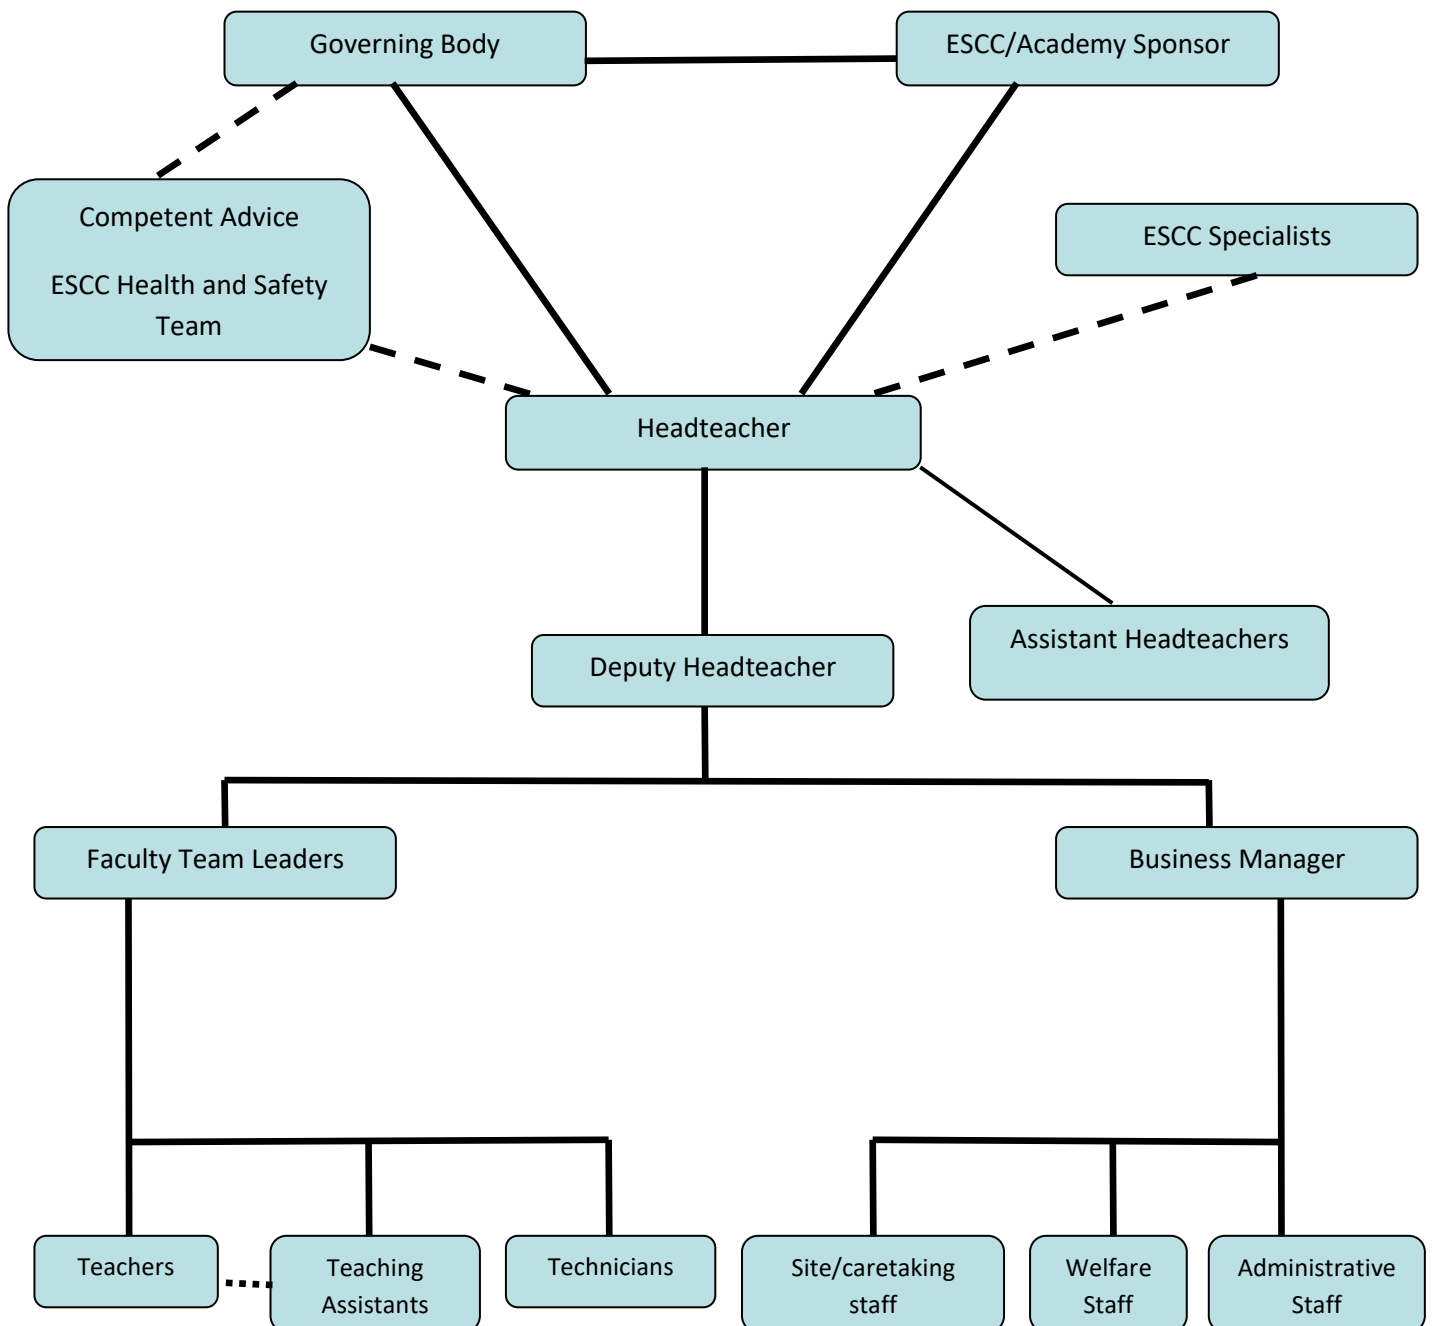 Governing Body
ESCC/Academy Sponsor
Competent Advice
ESCC Health and Safety
Team
ESCC Specialists
Headteacher
Assistant Headteachers
Deputy Headteacher
Faculty Team Leaders
Business Manager
Teachers
Teaching
Assistants
Technicians
Site/caretaking
staff
Welfare
Staff
Administrative
Staff